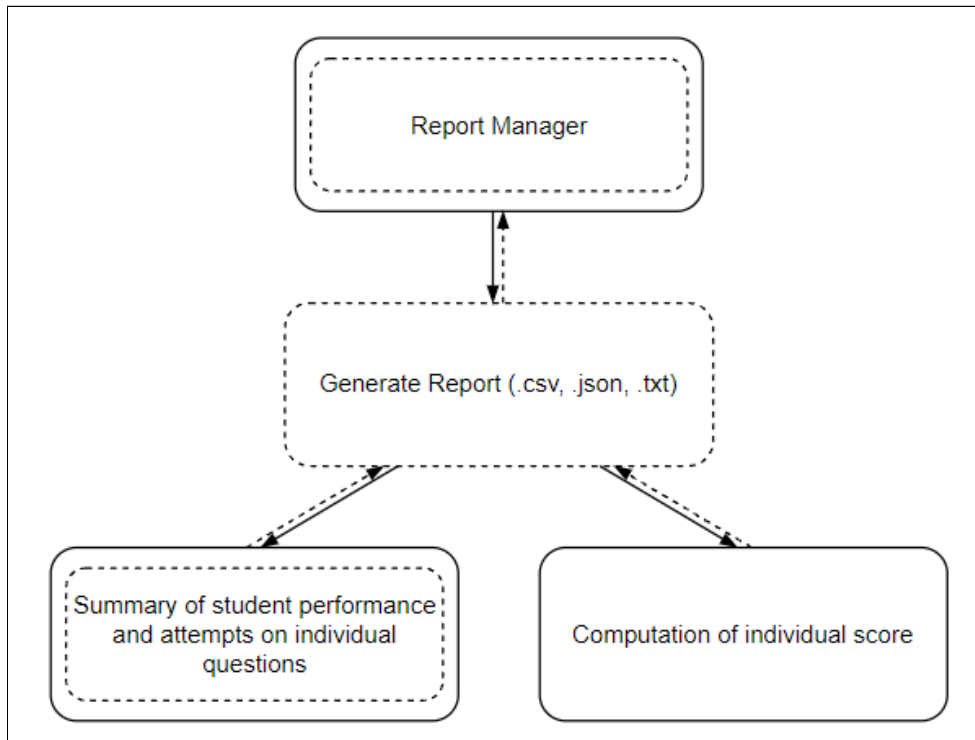 Report Manager
Generate Report (.csv, .json, .txt)
Summary of student performance
and attempts on individual
questions
Computation of individual score